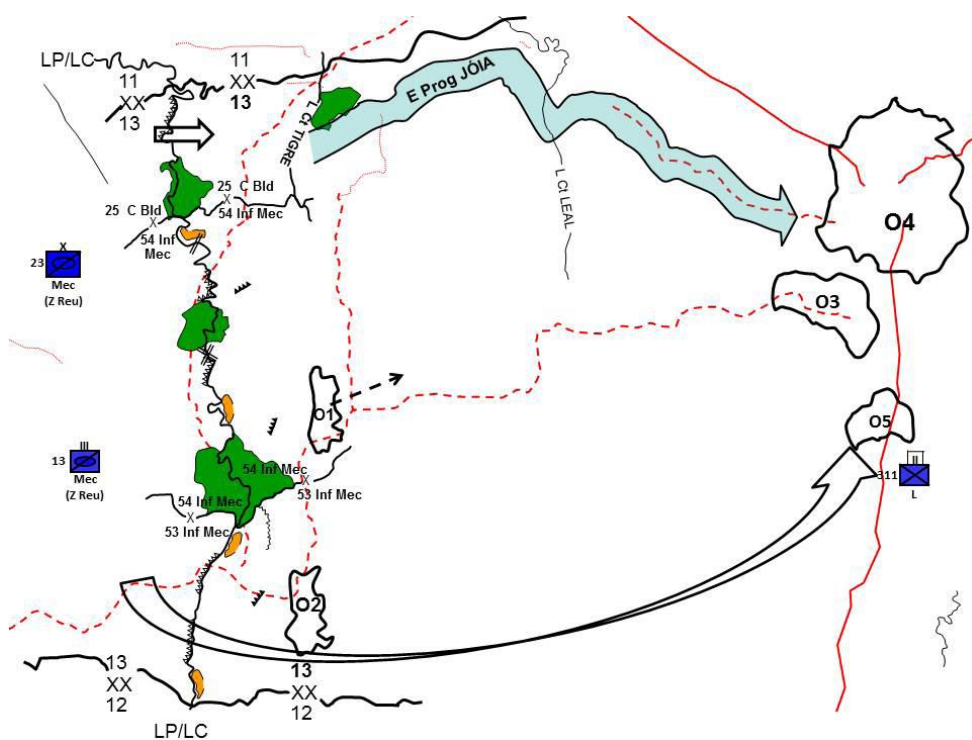 LP/LC
11
XX
13
11
XX
13
L Ct TIGRE
E Prog JÓIA
L Ct LEAL
25 C Bld
X
54 Inf Mec
25 C Bld
X
54 Inf
Mec
X
23
Mec
(Z Reu)
O4
O3
O1
O5
III
13
Mec
(Z Reu)
54 Inf Mec
X
53 Inf Mec
54 Inf Mec
X
53 Inf Mec
II
311
L
O2
13
XX
12
13
XX
12
LP/LC